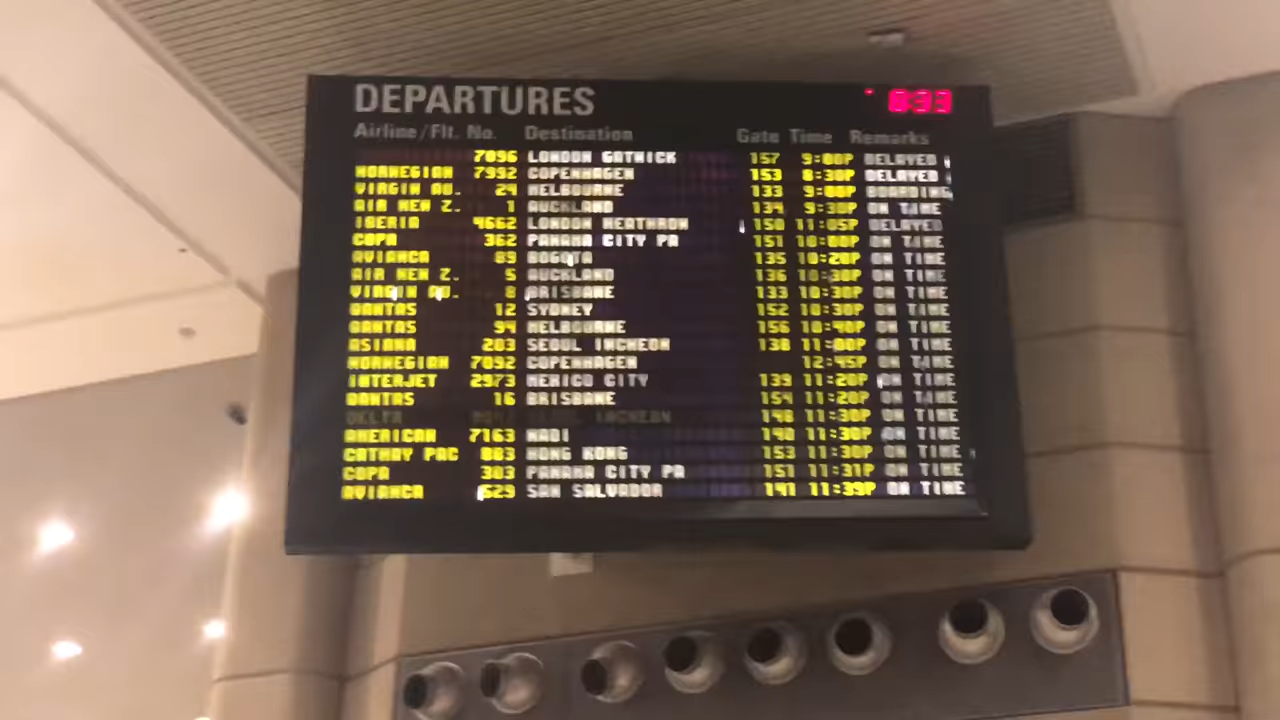 DEPARTURES 8:33
Airline/Flt. No. Destination Gate Time Remarks
7096 LONDON GATWICK 157 9:00P DELAYED
NORWEGIAN 7992 COPENHAGEN 153 8:30P DELAYED
VIRGIN AU. 24 MELBOURNE 133 9:00P BOARDING
AIR NEW Z. 1 AUCKLAND 134 9:30P ON TIME
IBERIA 4662 LONDON HEATHROW 150 11:05P DELAYED
COPA 362 PANAMA CITY PA 151 10:00P ON TIME
AVIANCA 89 BOGOTA 135 10:20P ON TIME
AIR NEW Z. 5 AUCKLAND 136 10:30P ON TIME
VIRGIN AU. 8 BRISBANE 133 10:30P ON TIME
QANTAS 12 SYDNEY 152 10:30P ON TIME
QANTAS 94 MELBOURNE 156 10:40P ON TIME
ASIANA 203 SEOUL INCHEON 138 11:00P ON TIME
NORWEGIAN 7092 COPENHAGEN 12:45P ON TIME
INTERJET 2973 MEXICO CITY 139 11:20P ON TIME
QANTAS 16 BRISBANE 154 11:20P ON TIME
DELTA SEOUL INCHEON 148 11:30P ON TIME
AMERICAN 7163 NADI 140 11:30P ON TIME
CATHAY PAC 883 HONG KONG 153 11:30P ON TIME
COPA 303 PANAMA CITY PA 151 11:31P ON TIME
AVIANCA 529 SAN SALVADOR 141 11:39P ON TIME